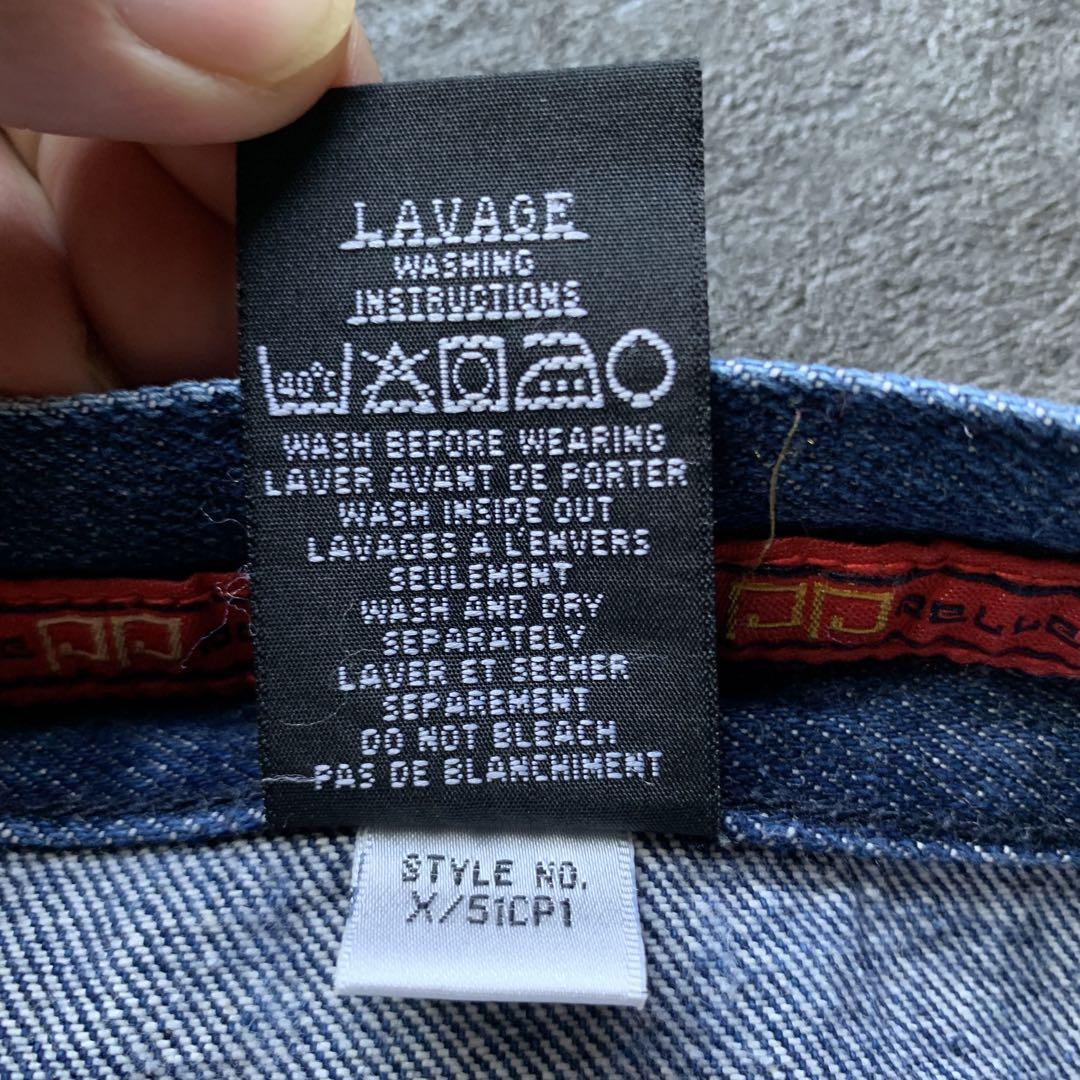 LAVAGE
WASHING
INSTRUCTIONS
40°C
WASH BEFORE WEARING
LAVER AVANT DE PORTER
WASH INSIDE OUT
LAVAGES A L'ENVERS
SEULEMENT
WASH AND DRY
SEPARATELY
LAVER ET SECHER
SEPAREMENT
DO NOT BLEACH
PAS DE BLANCHIMENT
STYLE NO.
X/51CP1